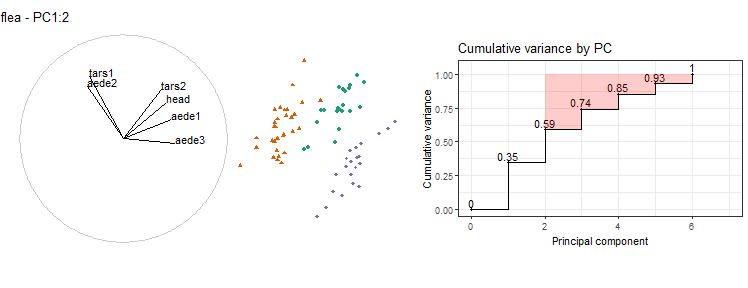 flea - PC1:2
tars1
aede2
tars2
head
aede1
aede3
Cumulative variance by PC
Cumulative variance
1.00
0.75
0.50
0.25
0.00
0
0.35
0.59
0.74
0.85
0.93
1
0
2
4
6
Principal component